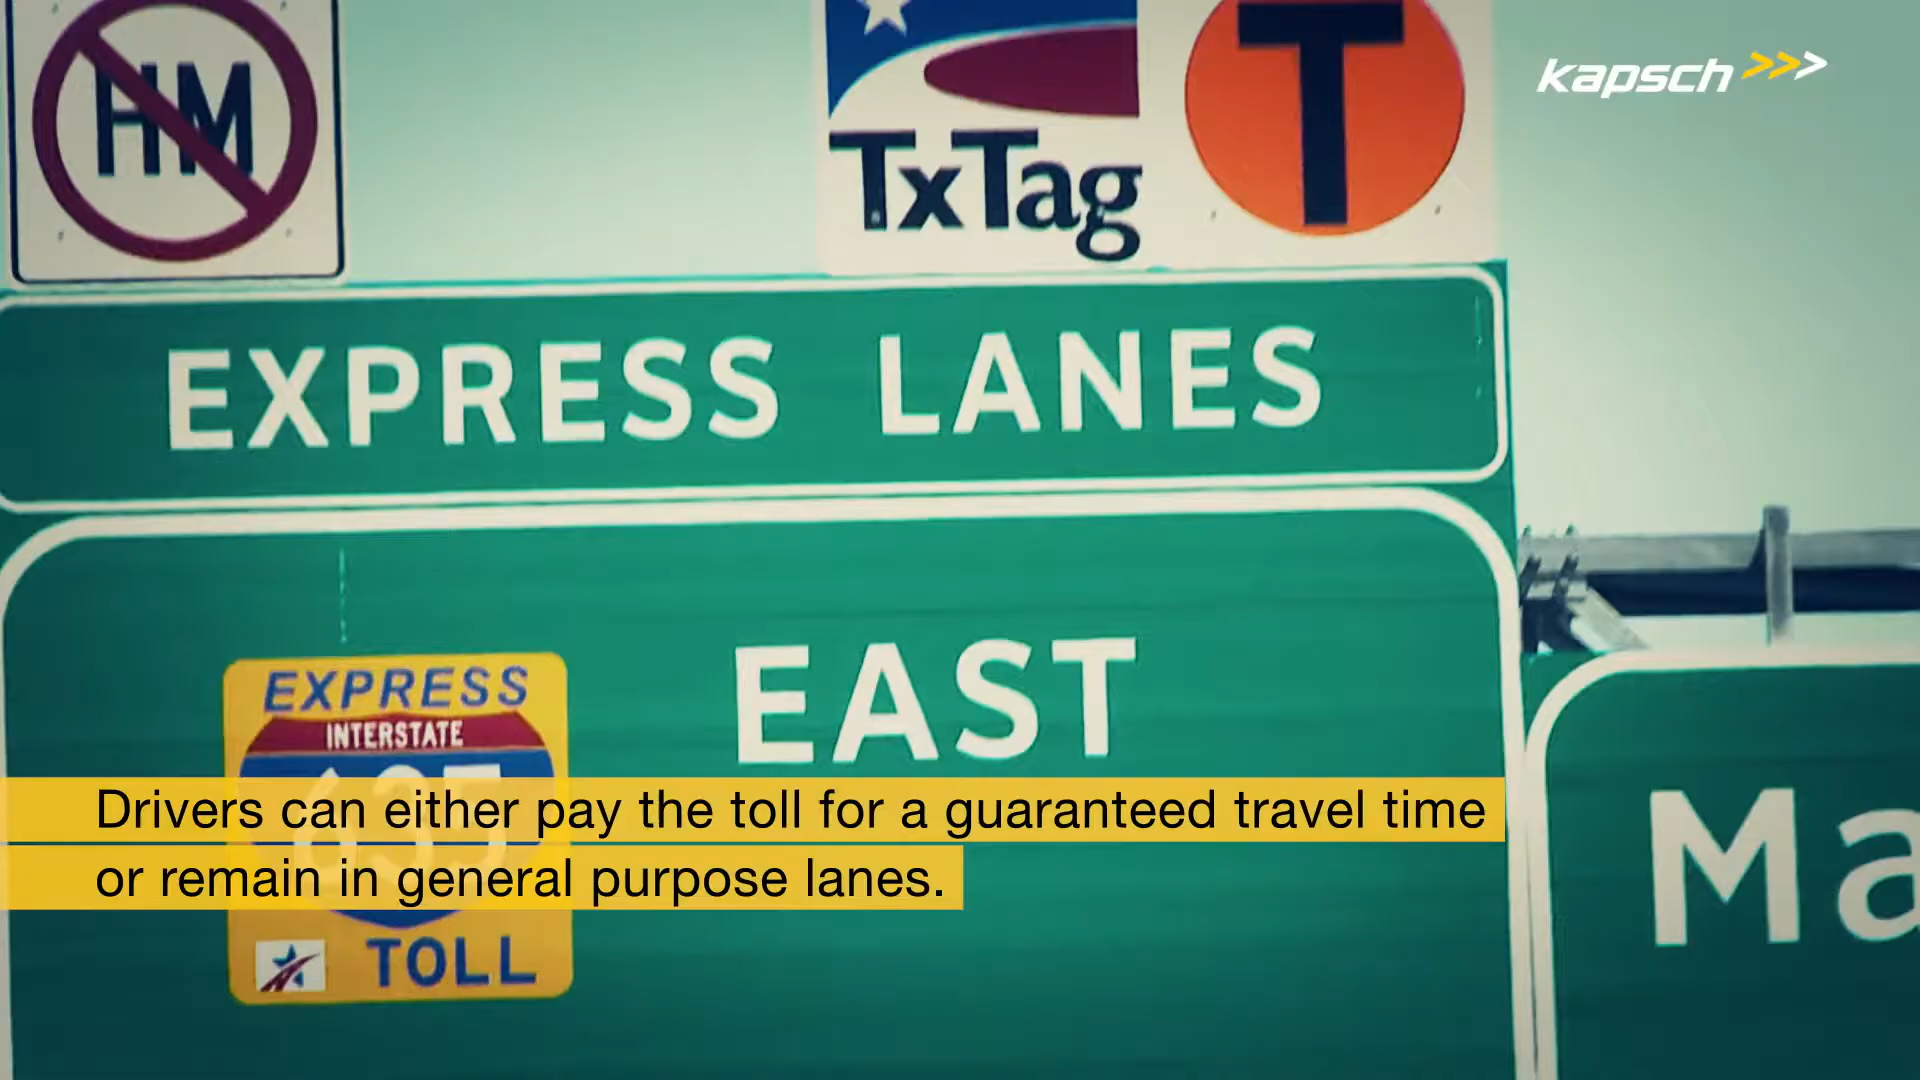 HM
TxTag
T
kapsch
EXPRESS LANES
EAST
EXPRESS
INTERSTATE
635
Drivers can either pay the toll for a guaranteed travel time
or remain in general purpose lanes.
TOLL
Ma